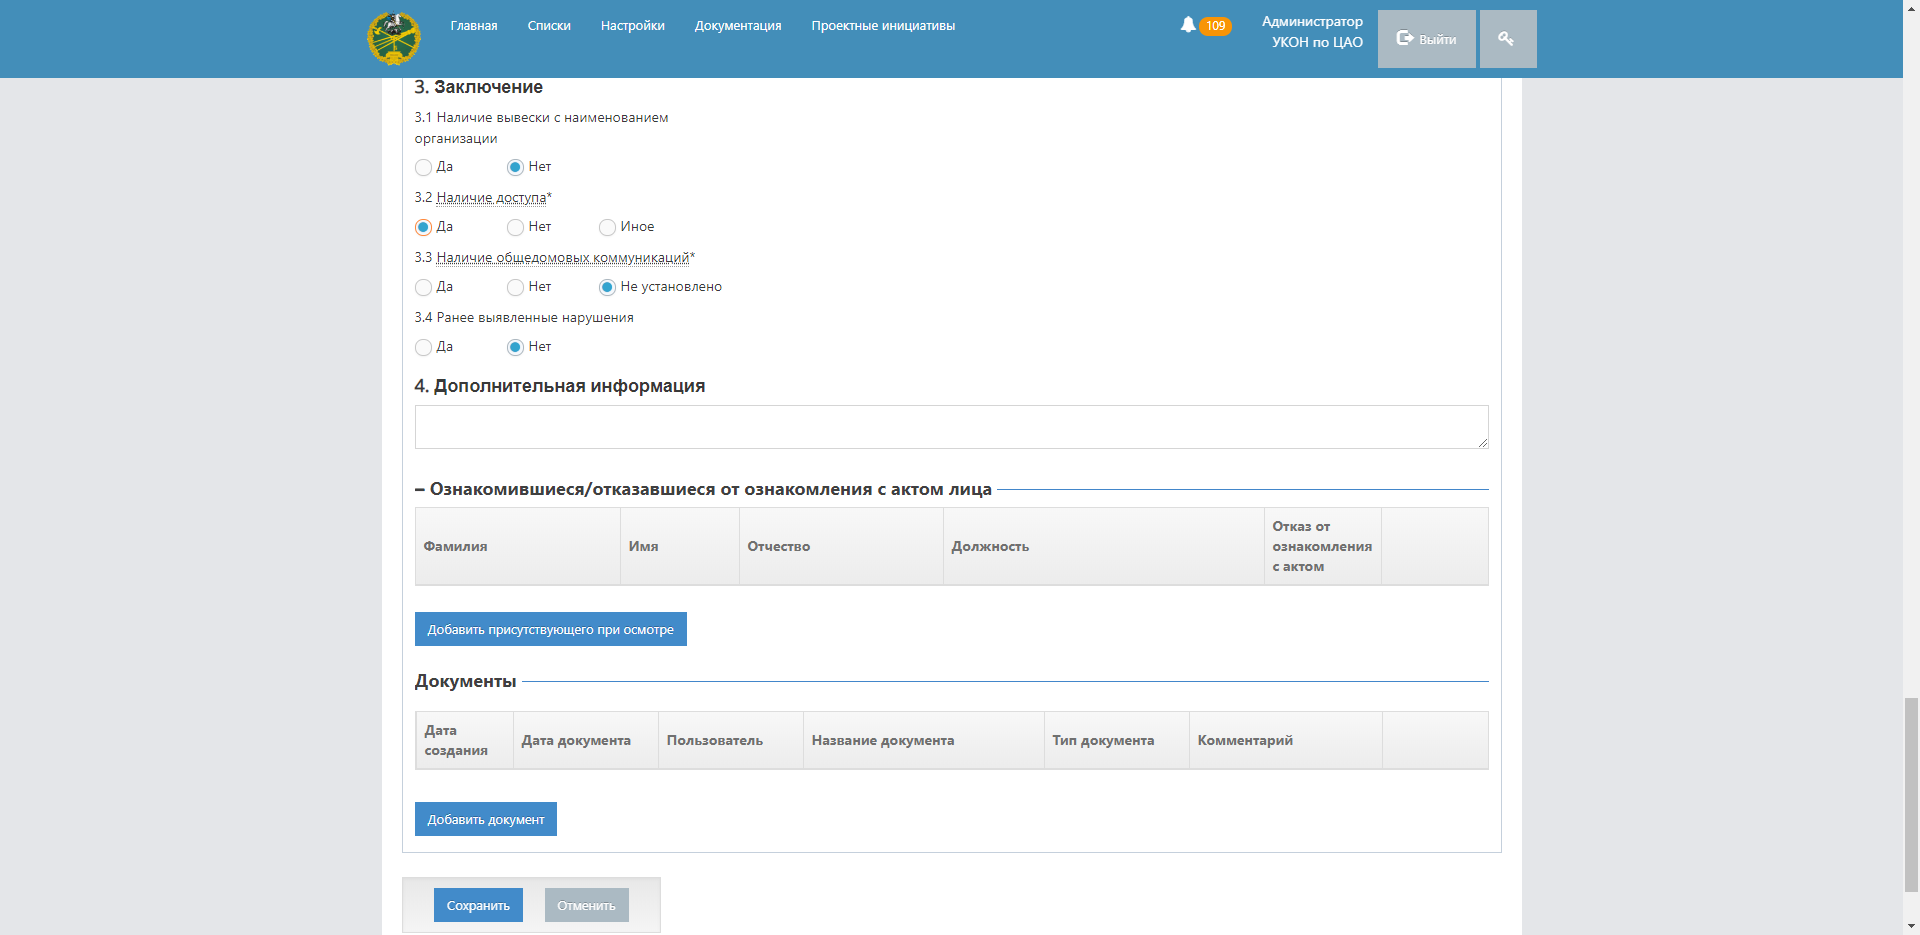 Главная
Списки
Настройки
Документация
Проектные инициативы
109
Администратор
УКОН по ЦАО
Выйти
3. Заключение
3.1 Наличие вывески с наименованием
организации
Да
Нет
3.2 Наличие доступа*
Да
Нет
Иное
3.3 Наличие общедомовых коммуникаций*
Да
Нет
Не установлено
3.4 Ранее выявленные нарушения
Да
Нет
4. Дополнительная информация
– Ознакомившиеся/отказавшиеся от ознакомления с актом лица
Фамилия
Имя
Отчество
Должность
Отказ от
ознакомления
с актом
Добавить присутствующего при осмотре
Документы
Дата
создания
Дата документа
Пользователь
Название документа
Тип документа
Комментарий
Добавить документ
Сохранить
Отменить